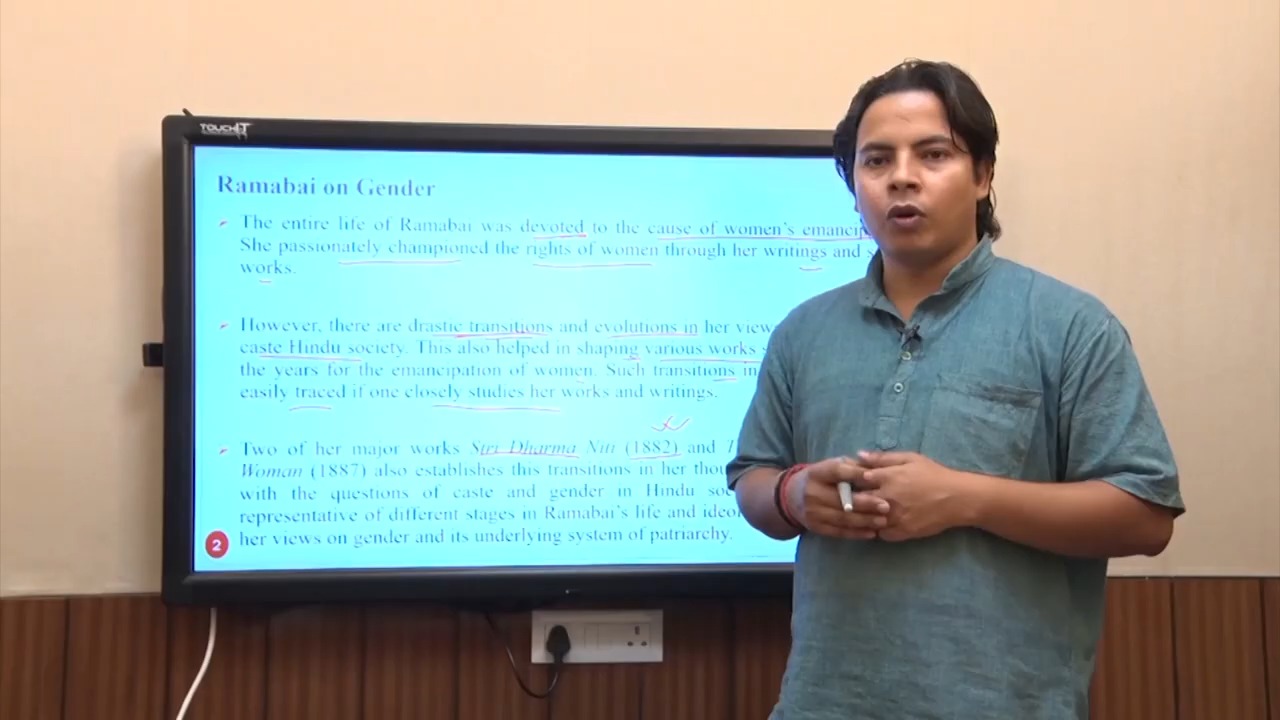 TOUCHIT
Ramabai on Gender
The entire life of Ramabai was devoted to the cause of women's
She passionately championed the rights of women through her writings and
works.
However, there are drastic transitions and evolutions in her views
caste Hindu society. This also helped in shaping various works
the years for the emancipation of women. Such transitions in
easily traced if one closely studies her works and writings.
Two of her major works Stri Dharma Niti (1882) and
Woman (1887) also establishes this transitions in her
with the questions of caste and gender in Hindu
representative of different stages in Ramabai's life and
her views on gender and its underlying system of patriarchy.
2